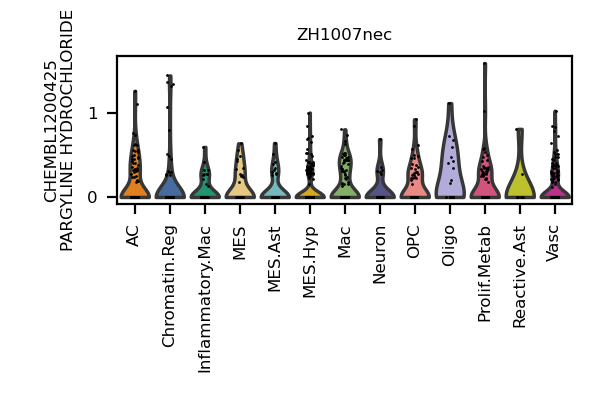 ZH1007nec
CHEMBL1200425
PARGYLINE HYDROCHLORIDE
1
0
AC
Chromatin.Reg
Inflammatory.Mac
MES
MES.Ast
MES.Hyp
Mac
Neuron
OPC
Oligo
Prolif.Metab
Reactive.Ast
Vasc